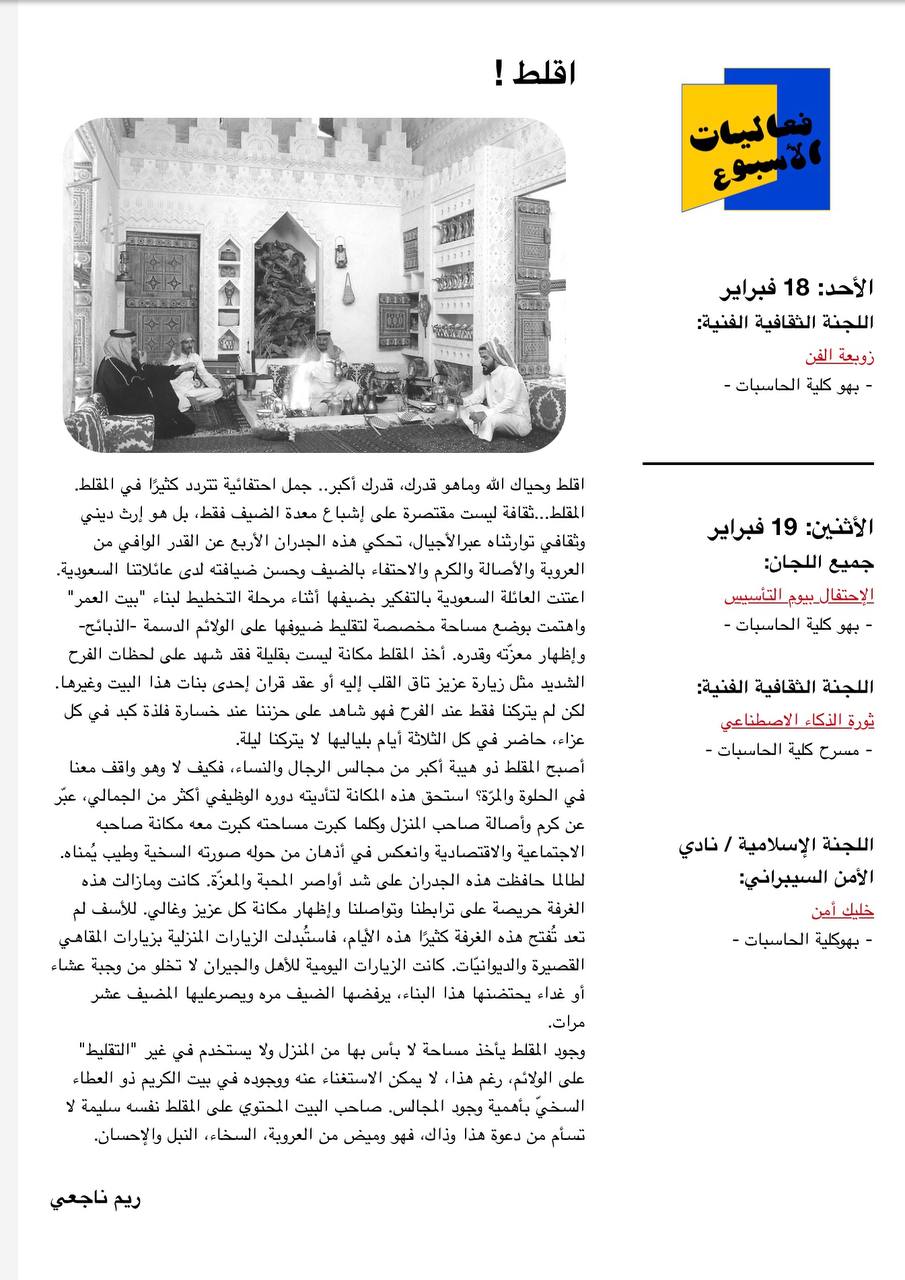 فعاليات
الأسبوع
الأحد: 18 فبراير
اللجنة الثقافية الفنية:
زوبعة الفن
- بهو كلية الحاسبات -
الأثنين: 19 فبراير
جميع اللجان:
الإحتفال بيوم التأسيس
- بهو كلية الحاسبات -
اللجنة الثقافية الفنية:
ثورة الذكاء الاصطناعي
- مسرح كلية الحاسبات -
اللجنة الإسلامية / نادي
الأمن السيبراني:
خليك أمن
- بهوكلية الحاسبات -
اقلط !
اقلط وحياك الله وماهو قدرك، قدرك أكبر.. جمل احتفائية تتردد كثيرًا في المقلط.
المقلط...ثقافة ليست مقتصرة على إشباع معدة الضيف فقط، بل هو إرث ديني
وثقافي توارثناه عبرالأجيال، تحكي هذه الجدران الأربع عن القدر الوافي من
العروبة والأصالة والكرم والاحتفاء بالضيف وحسن ضيافته لدى عائلاتنا السعودية.
اعتنت العائلة السعودية بالتفكير بضيفها أثناء مرحلة التخطيط لبناء "بيت العمر"
واهتمت بوضع مساحة مخصصة لتقليط ضيوفها على الولائم الدسمة -الذبائح-
وإظهار معزّته وقدره. أخذ المقلط مكانة ليست بقليلة فقد شهد على لحظات الفرح
الشديد مثل زيارة عزيز تاق القلب إليه أو عقد قران إحدى بنات هذا البيت وغيرها.
لكن لم يتركنا فقط عند الفرح فهو شاهد على حزننا عند خسارة فلذة كبد في كل
عزاء، حاضر في كل الثلاثة أيام بلياليها لا يتركنا ليلة.
أصبح المقلط ذو هيبة أكبر من مجالس الرجال والنساء، فكيف لا وهو واقف معنا
في الحلوة والمرّة؟ استحق هذه المكانة لتأديته دوره الوظيفي أكثر من الجمالي، عبّر
عن كرم وأصالة صاحب المنزل وكلما كبرت مساحته كبرت معه مكانة صاحبه
الاجتماعية والاقتصادية وانعكس في أذهان من حوله صورته السخية وطيب يُمناه.
لطالما حافظت هذه الجدران على شد أواصر المحبة والمعزّة. كانت ومازالت هذه
الغرفة حريصة على ترابطنا وتواصلنا وإظهار مكانة كل عزيز وغالي. للأسف لم
تعد تُفتح هذه الغرفة كثيرًا هذه الأيام، فاستُبدلت الزيارات المنزلية بزيارات المقاهي
القصيرة والديوانيّات. كانت الزيارات اليومية للأهل والجيران لا تخلو من وجبة عشاء
أو غداء يحتضنها هذا البناء، يرفضها الضيف مره ويصرعليها المضيف عشر
مرات.
وجود المقلط يأخذ مساحة لا بأس بها من المنزل ولا يستخدم في غير "التقليط"
على الولائم، رغم هذا، لا يمكن الاستغناء عنه ووجوده في بيت الكريم ذو العطاء
السخيّ بأهمية وجود المجالس. صاحب البيت المحتوي على المقلط نفسه سليمة لا
تسأم من دعوة هذا وذاك، فهو وميض من العروبة، السخاء، النبل والإحسان.
ريم ناجعي